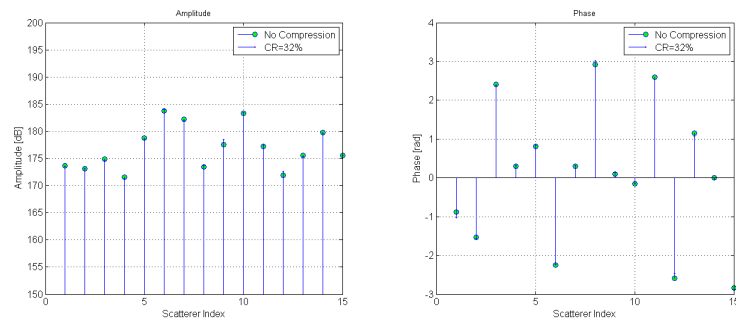 Amplitude
200
195
190
185
180
175
170
165
160
155
150
0
5
10
15
Amplitude [dB]
Scatterer Index
No Compression
CR=32%
Phase
4
3
2
1
0
-1
-2
-3
0
5
10
15
Phase [rad]
Scatterer Index
No Compression
CR=32%